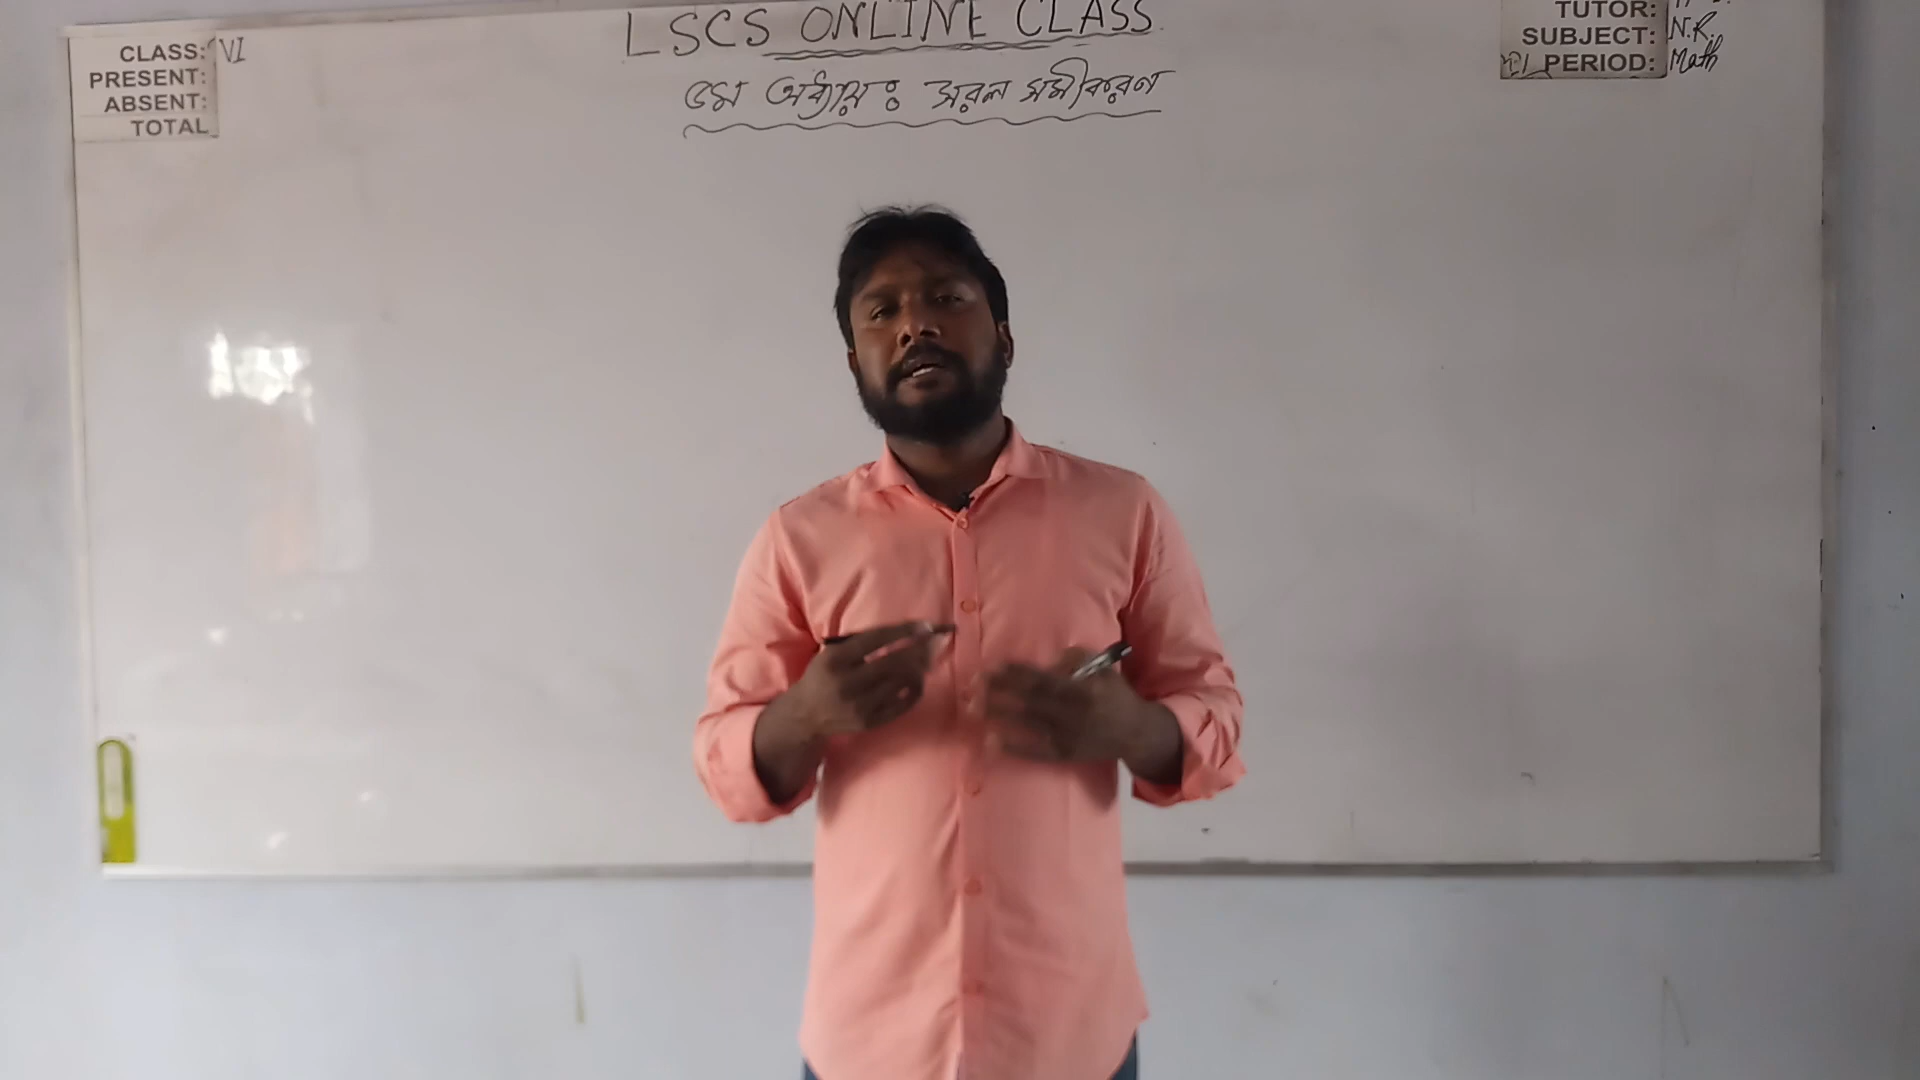 LSCS ONLINE CLASS
৫ম অধ্যায়ঃ সরল সমীকরণ
CLASS: VI
PRESENT:
ABSENT:
TOTAL
TUTOR:
SUBJECT: N.R.
PERIOD: Math